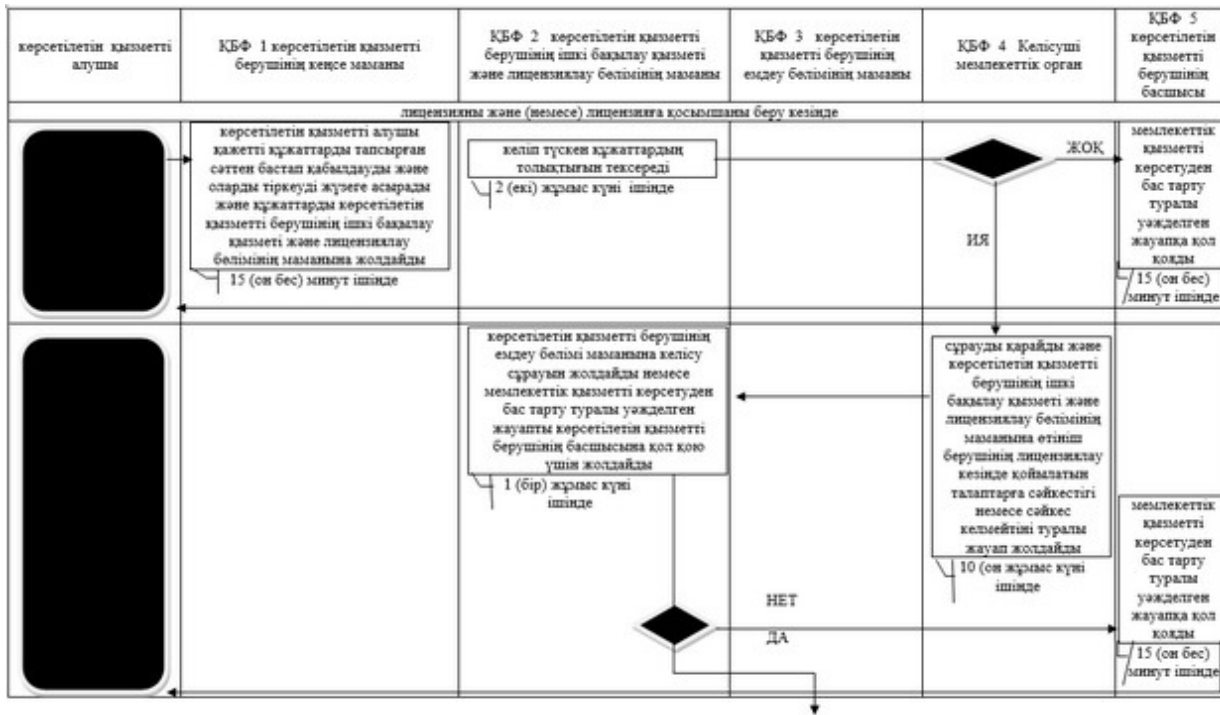 көрсетілетін қызметті
алушы
ҚБФ 1 көрсетілетін қызметті
берушінің кеңсе маманы
ҚБФ 2 көрсетілетін қызметті
берушінің ішкі бақылау қызметі
және лицензиялау бөлімінің маманы
ҚБФ 3 көрсетілетін
қызметті берушінің
емдеу бөлімінің маманы
ҚБФ 4 Келісуші
мемлекеттік орган
ҚБФ 5
көрсетілетін
қызметті
берушінің
басшысы
лицензияны және (немесе) лицензияға қосымшаны беру кезінде
көрсетілетін қызметті алушы
қажетті құжаттарды тапсырған
сәттен бастап қабылдауды және
оларды тіркеуді жүзеге асырады
және құжаттарды көрсетілетін
қызметті берушінің ішкі бақылау
қызметі және лицензиялау
бөлімінің маманына жолдайды
15 (он бес) минут ішінде
келіп түскен құжаттардың
толықтығын тексереді
2 (екі) жұмыс күні ішінде
ЖОҚ
ИЯ
мемлекеттік
қызметті
көрсетуден
бас тарту
туралы
уәжделген
жауапқа қол
қояды
15 (он бес)
минут ішінде
көрсетілетін қызметті берушінің
емдеу бөлімі маманына келісу
сұрауын жолдайды немесе
мемлекеттік қызметті көрсетуден
бас тарту туралы уәжделген
жауапты көрсетілетін қызметті
берушінің басшысына қол қою
үшін жолдайды
1 (бір) жұмыс күні
ішінде
сұрауды қарайды және
көрсетілетін қызметті
берушінің ішкі
бақылау қызметі және
лицензиялау бөлімінің
маманына өтініш
берушінің лицензиялау
кезінде қойылатын
талаптарға сәйкестігі
немесе сәйкес
келмейтіні туралы
жауап жолдайды
10 (он жұмыс күні
ішінде
НЕТ
ДА
мемлекеттік
қызметті
көрсетуден
бас тарту
туралы
уәжделген
жауапқа қол
қояды
15 (он бес)
минут ішінде